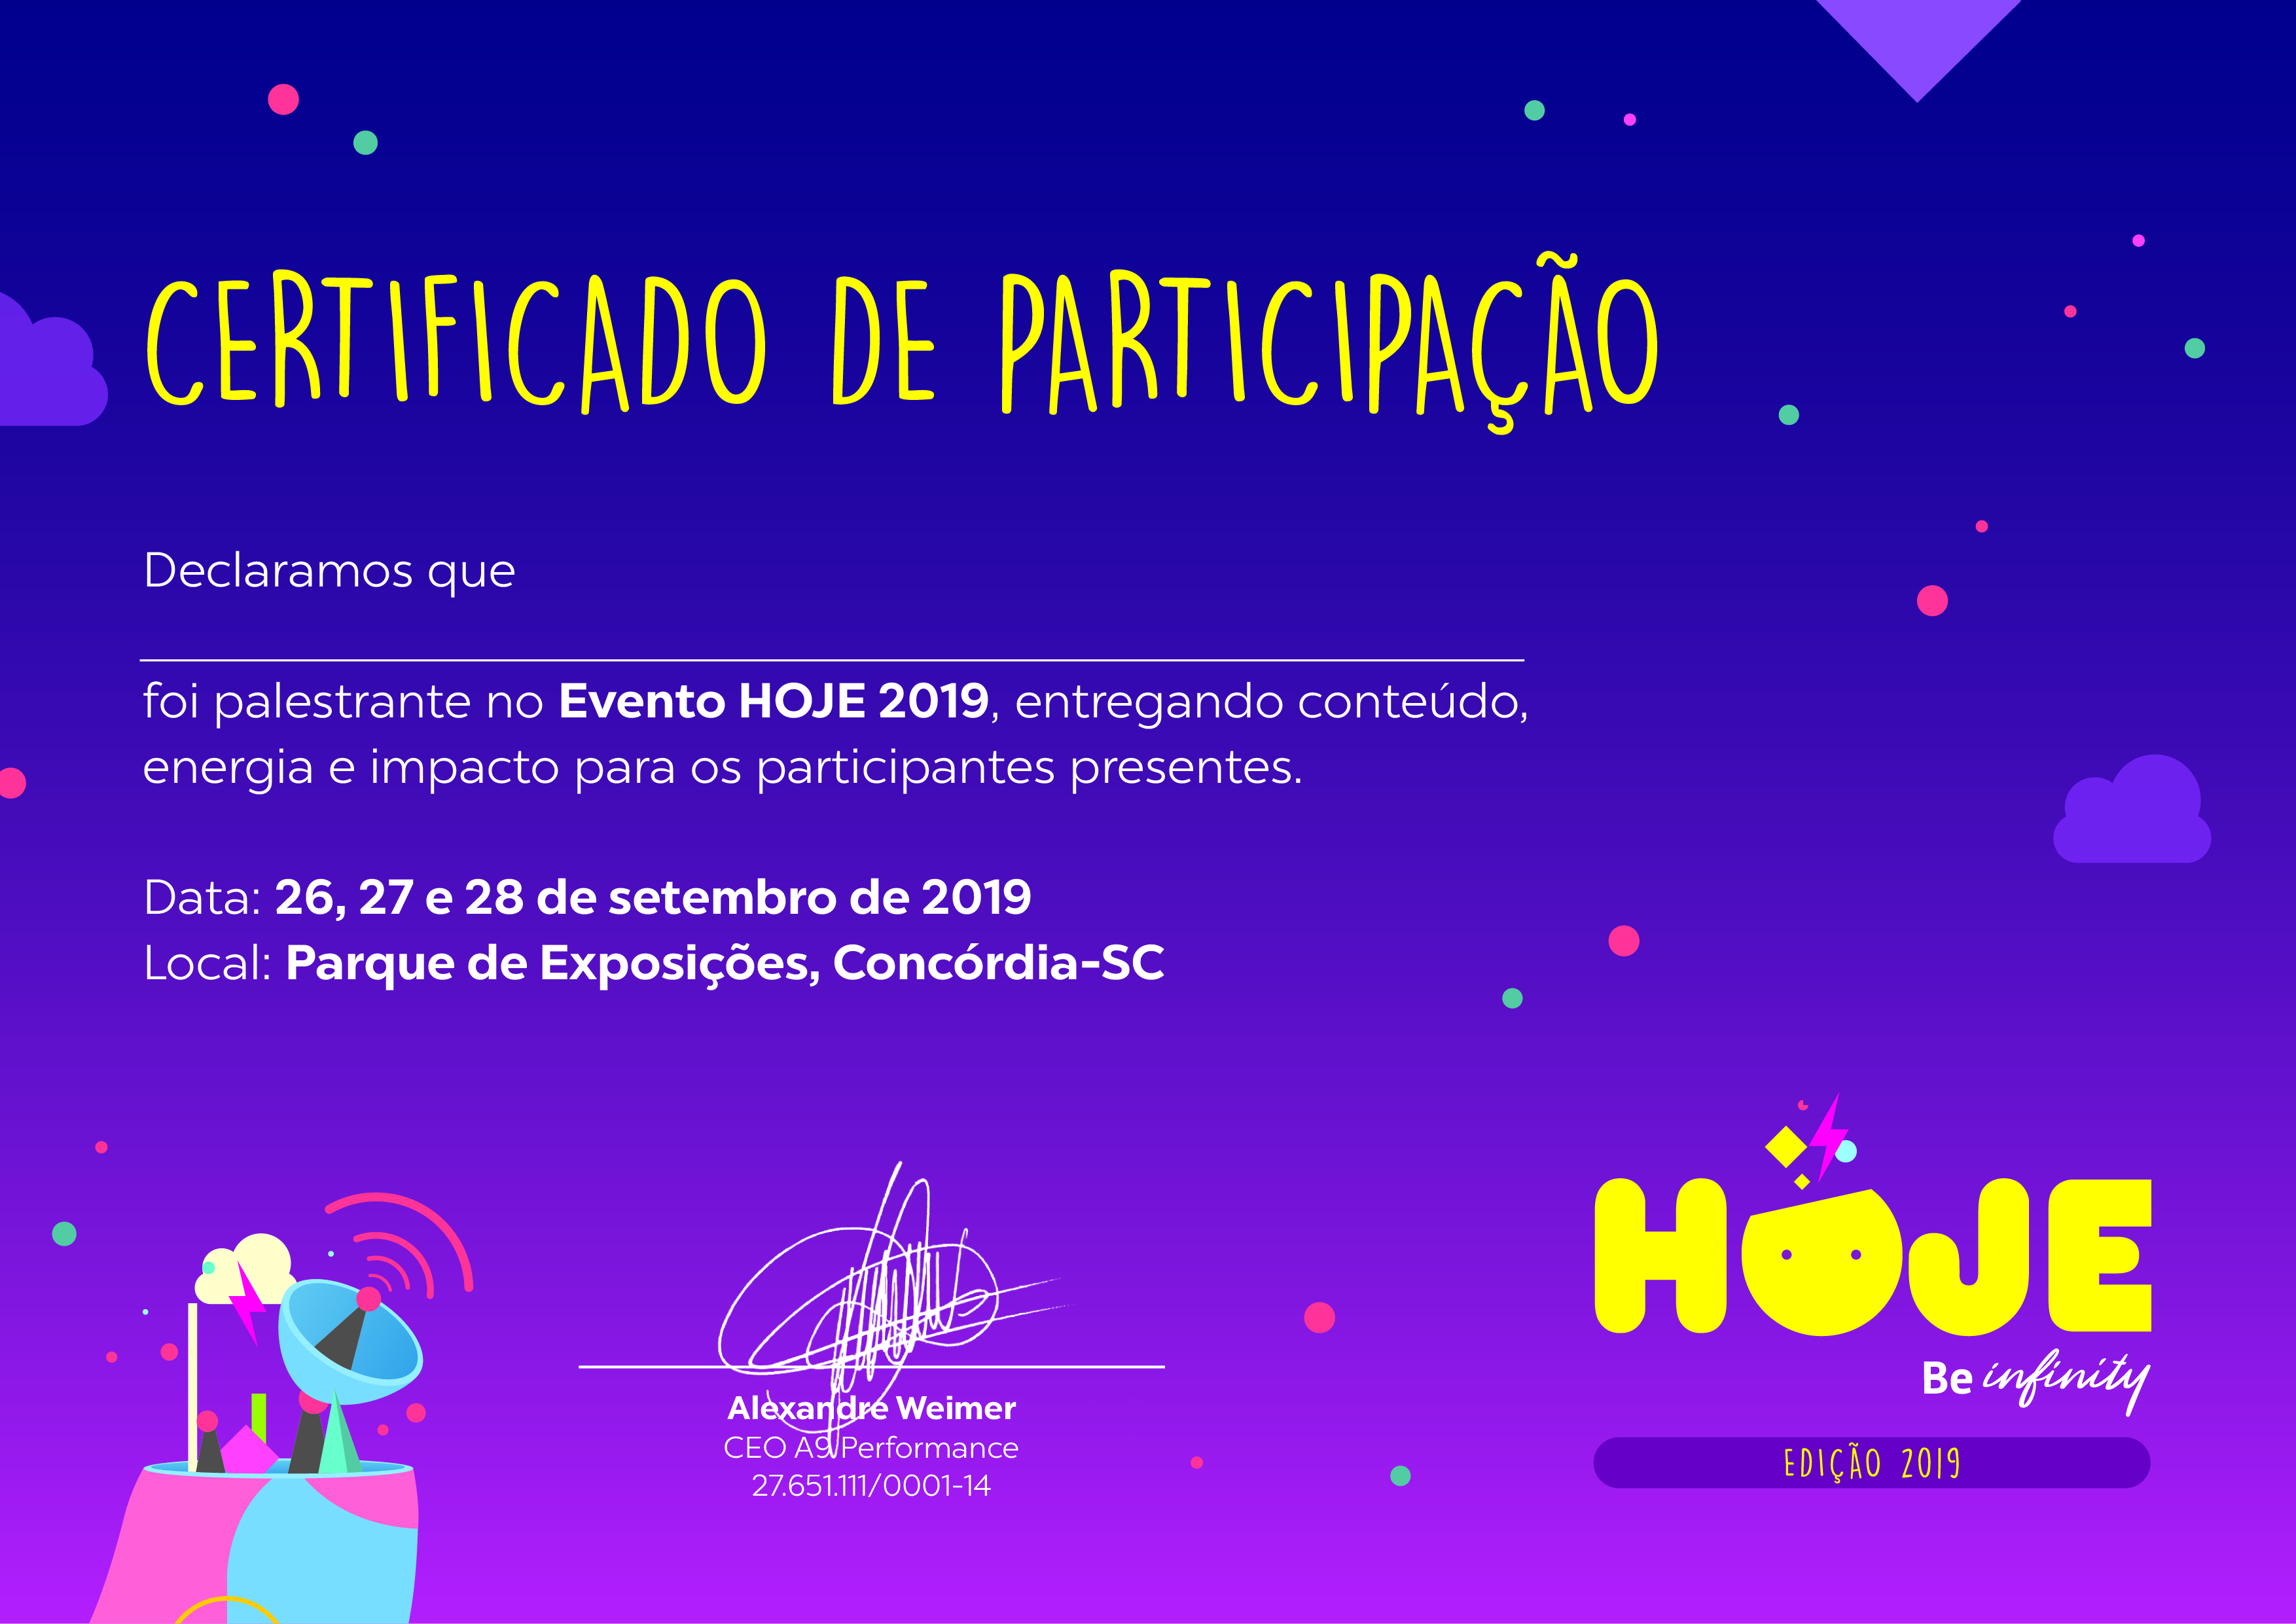 CERTIFICADO DE PARTICIPAÇÃO
Declaramos que
foi palestrante no Evento HOJE 2019, entregando conteúdo,
energia e impacto para os participantes presentes.
Data: 26, 27 e 28 de setembro de 2019
Local: Parque de Exposições, Concórdia-SC
Alexandre Weimer
CEO A9 Performance
27.651.111/0001-14
HOJE
Be infinity
EDIÇÃO 2019